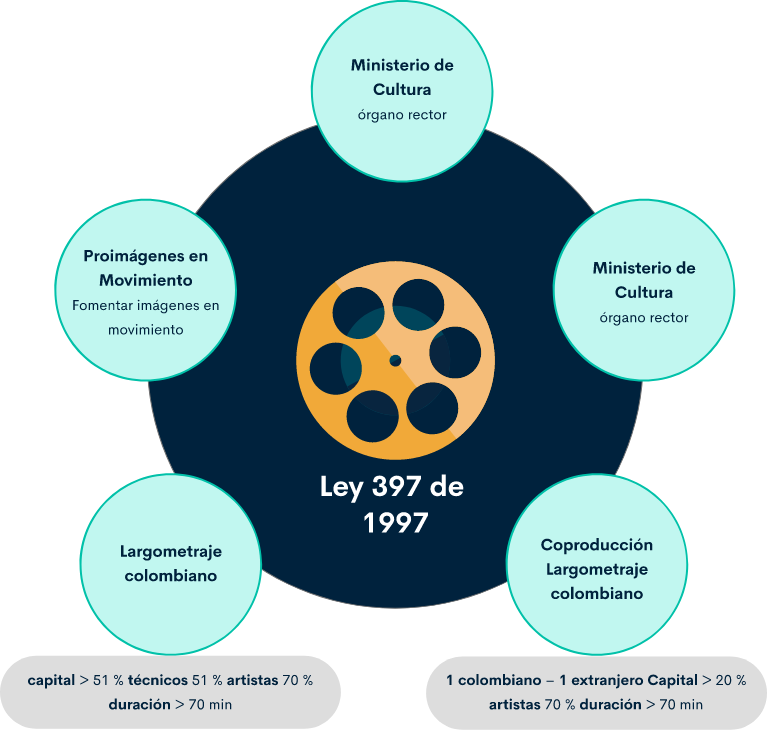 Ministerio de
Cultura
órgano rector
Proimágenes en
Movimiento
Fomentar imágenes en
movimiento
Ministerio de
Cultura
órgano rector
Ley 397 de
1997
Largometraje
colombiano
Coproducción
Largometraje
colombiano
capital > 51 % técnicos 51 % artistas 70 %
duración > 70 min
1 colombiano – 1 extranjero Capital > 20 %
artistas 70 % duración > 70 min